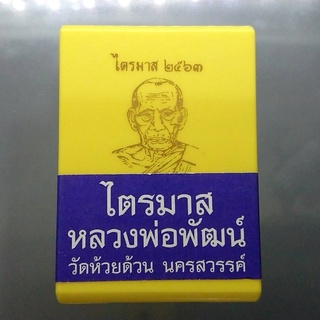 ไตรมาส ๒๕๖๓
ไตรมาส
หลวงพ่อพัฒน์
วัดห้วยด้วน นครสวรรค์